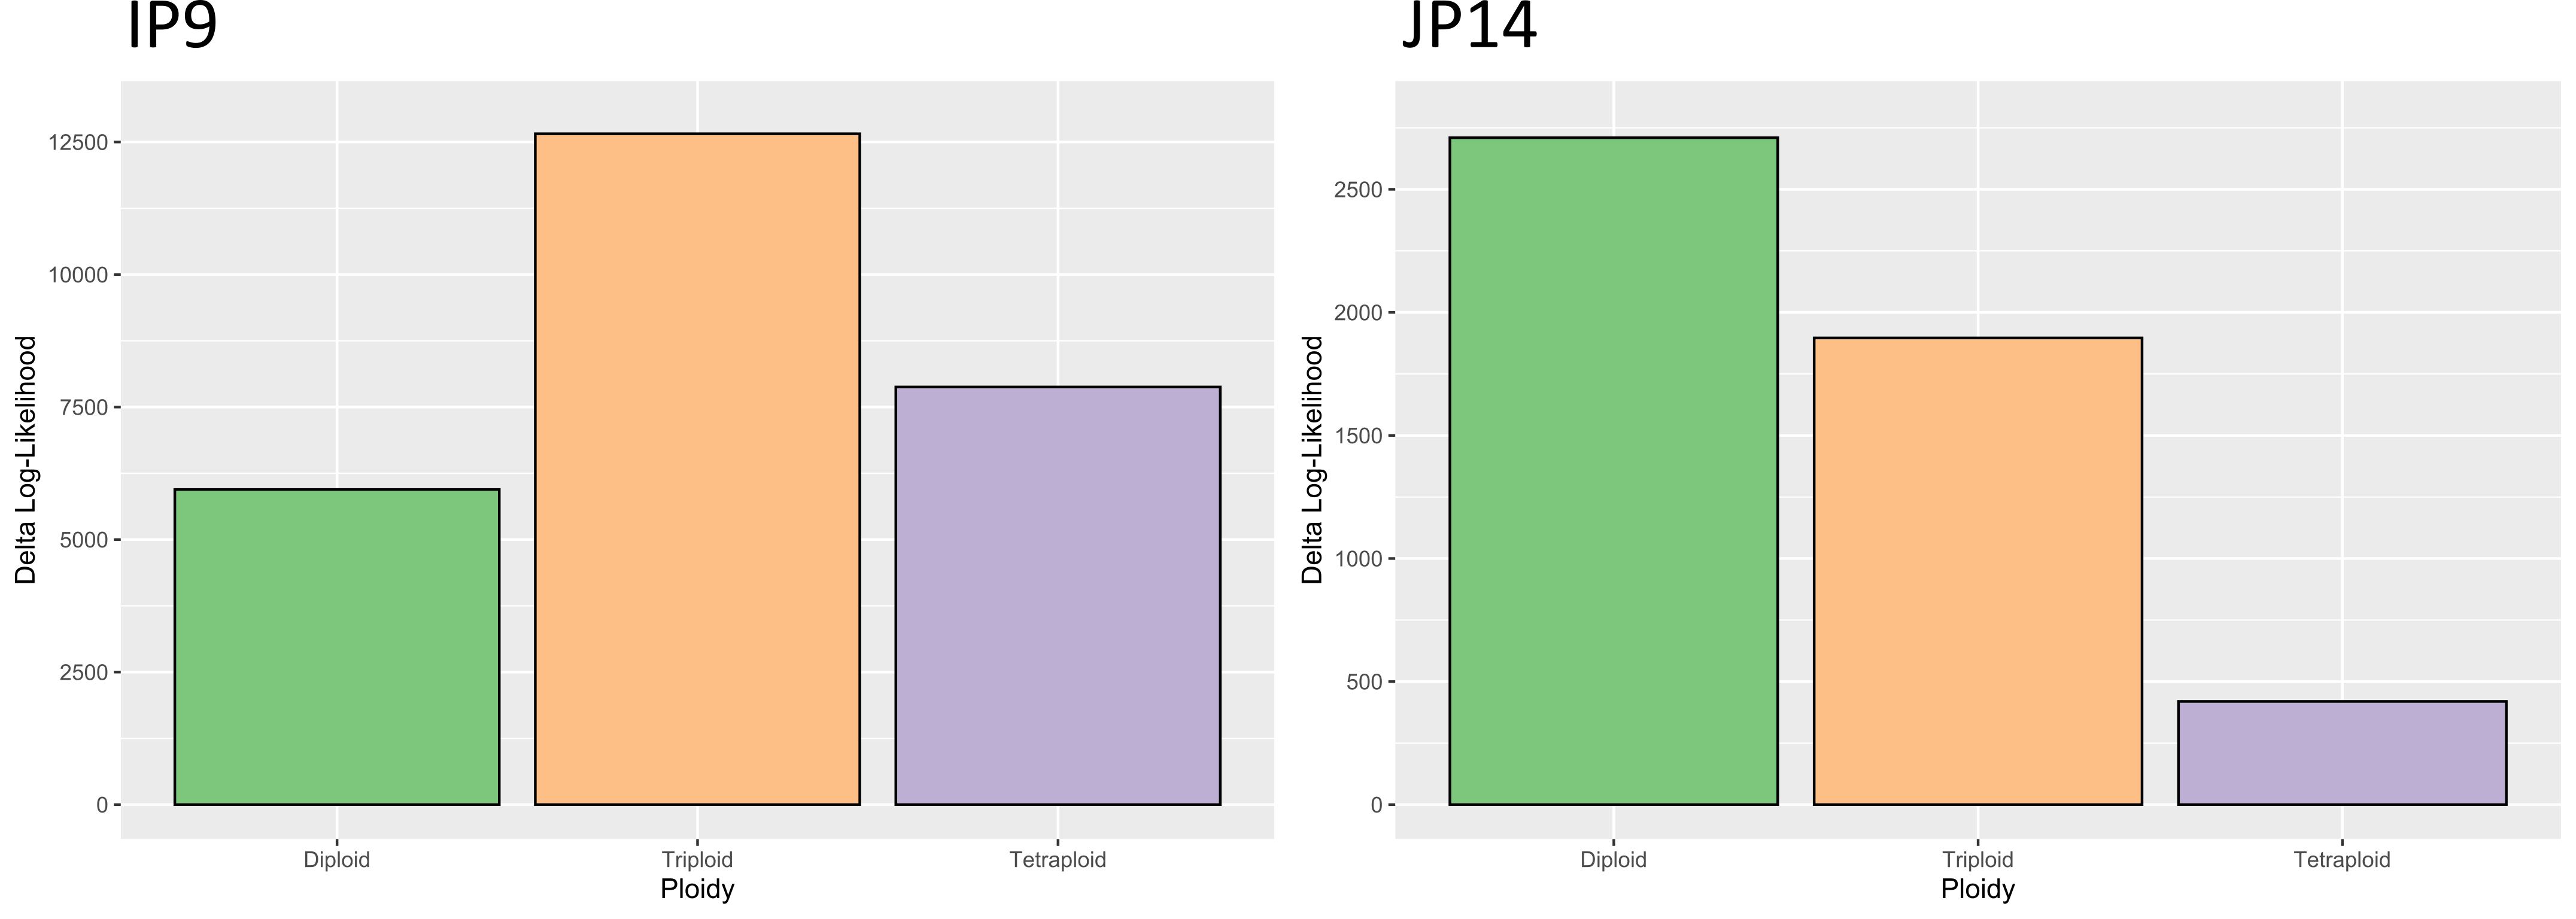 IP9
12500
10000
7500
5000
2500
0
Delta Log-Likelihood
Diploid
Triploid
Tetraploid
Ploidy
JP14
2500
2000
1500
1000
500
0
Delta Log-Likelihood
Diploid
Triploid
Tetraploid
Ploidy